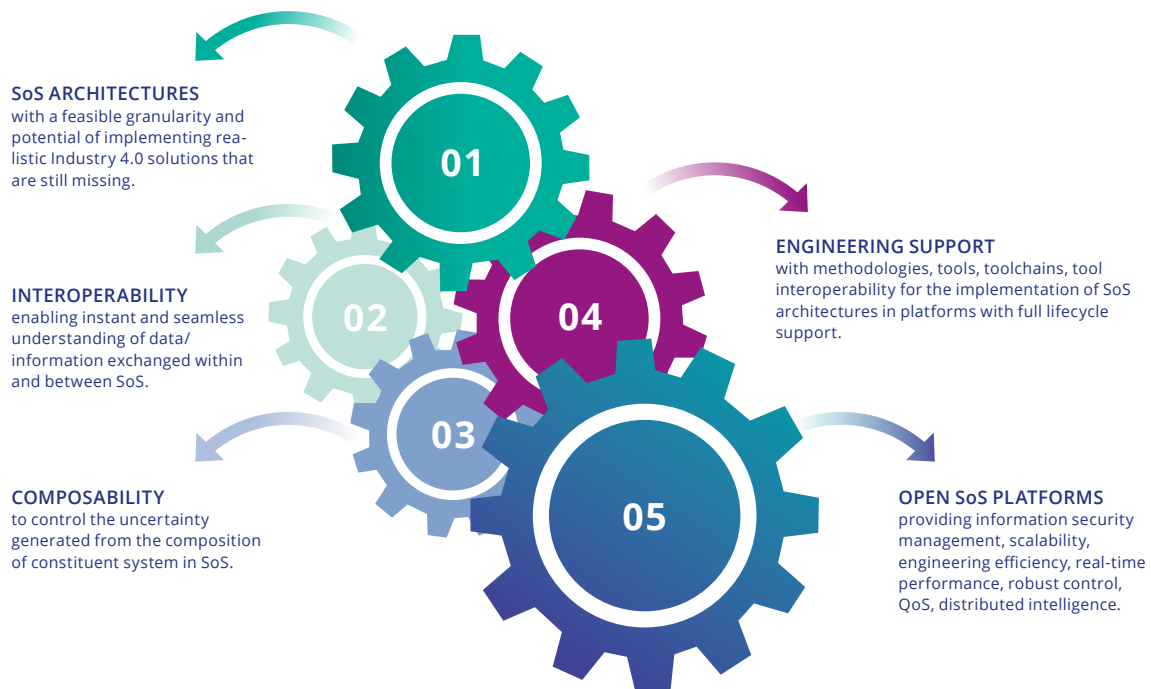 01
SoS ARCHITECTURES
with a feasible granularity and
potential of implementing rea-
listic Industry 4.0 solutions that
are still missing.
02
INTEROPERABILITY
enabling instant and seamless
understanding of data/
information exchanged within
and between SoS.
03
COMPOSABILITY
to control the uncertainty
generated from the composition
of constituent system in SoS.
04
ENGINEERING SUPPORT
with methodologies, tools, toolchains, tool
interoperability for the implementation of SoS
architectures in platforms with full lifecycle
support.
05
OPEN SoS PLATFORMS
providing information security
management, scalability,
engineering efficiency, real-time
performance, robust control,
QoS, distributed intelligence.